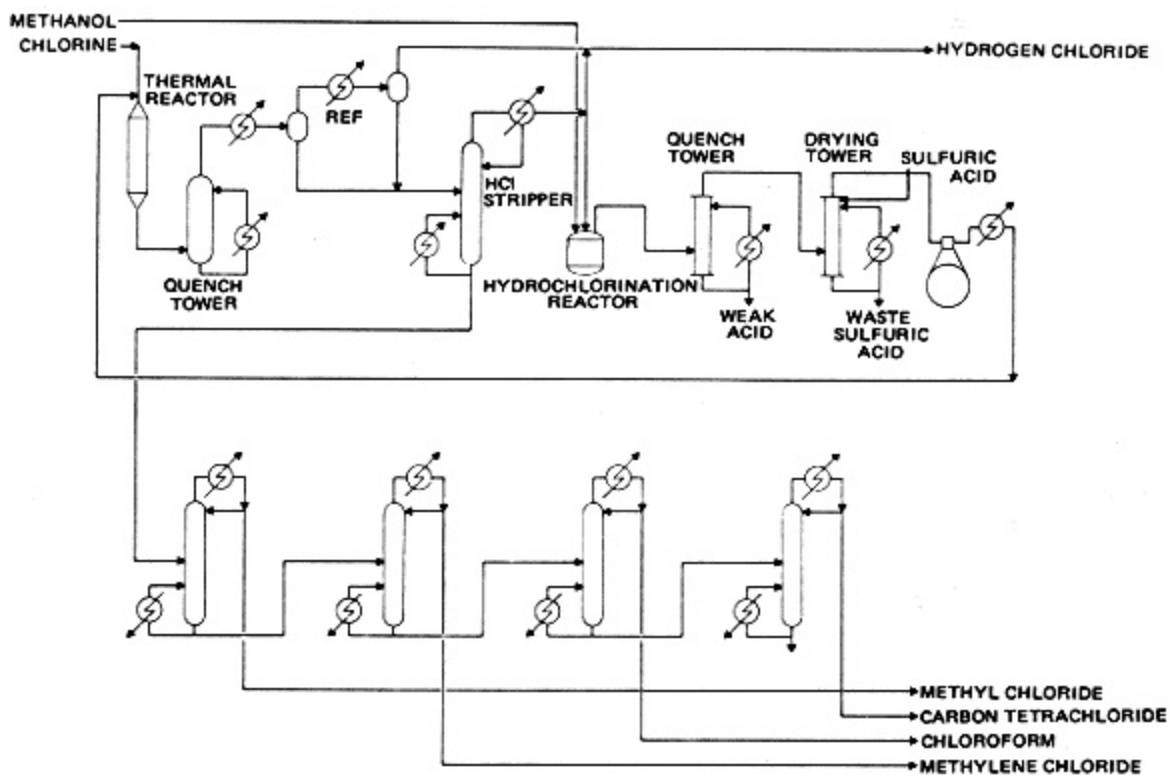 METHANOL
CHLORINE
HYDROGEN CHLORIDE
THERMAL
REACTOR
REF
QUENCH
TOWER
DRYING
TOWER
SULFURIC
ACID
HCl
STRIPPER
QUENCH
TOWER
HYDROCHLORINATION
REACTOR
WEAK
ACID
WASTE
SULFURIC
ACID
METHYL CHLORIDE
CARBON TETRACHLORIDE
CHLOROFORM
METHYLENE CHLORIDE